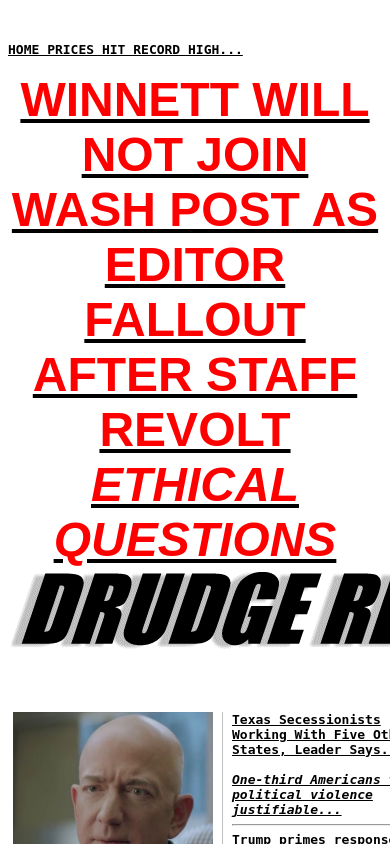 HOME PRICES HIT RECORD HIGH...
WINNETT WILL
NOT JOIN
WASH POST AS
EDITOR
FALLOUT
AFTER STAFF
REVOLT
ETHICAL
QUESTIONS
DRUDGE
Texas Secessionists
Working With Five
States, Leader Says..
One-third Americans
political violence
justifiable...
Trump primes